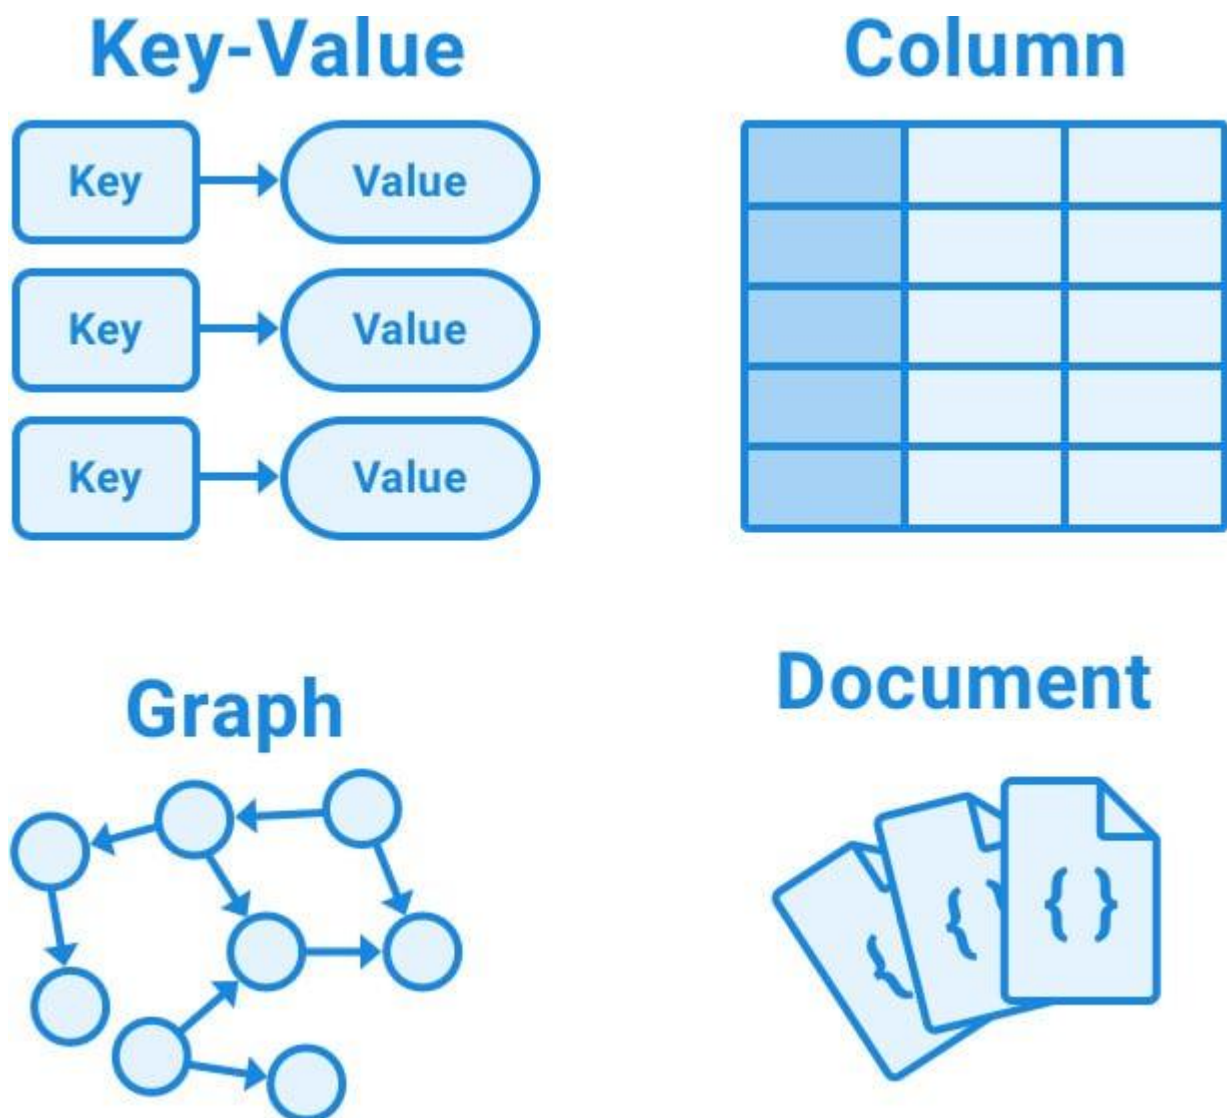 Key-Value
Key Value
Key Value
Key Value
Column
Graph
Document
{ }
{ }
{